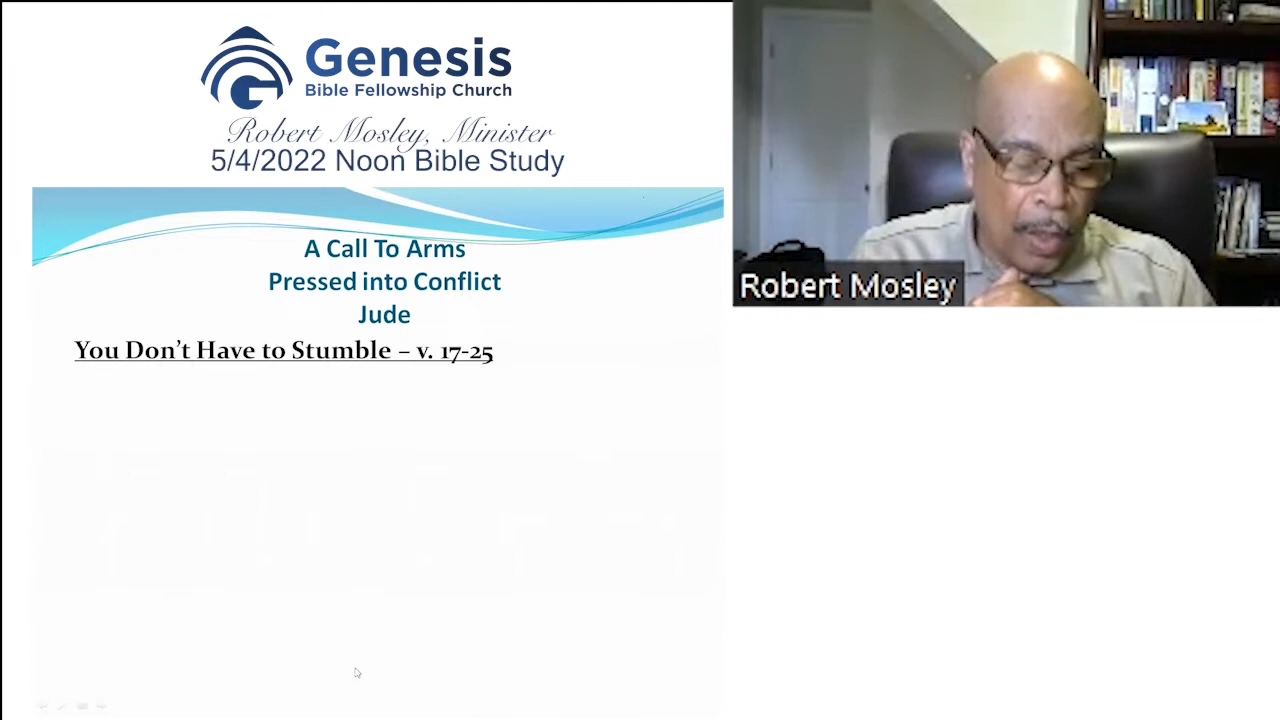 Genesis
Bible Fellowship Church
Robert Mosley, Minister
5/4/2022 Noon Bible Study
A Call To Arms
Pressed into Conflict
Jude
You Don't Have to Stumble – v. 17-25
Robert Mosley